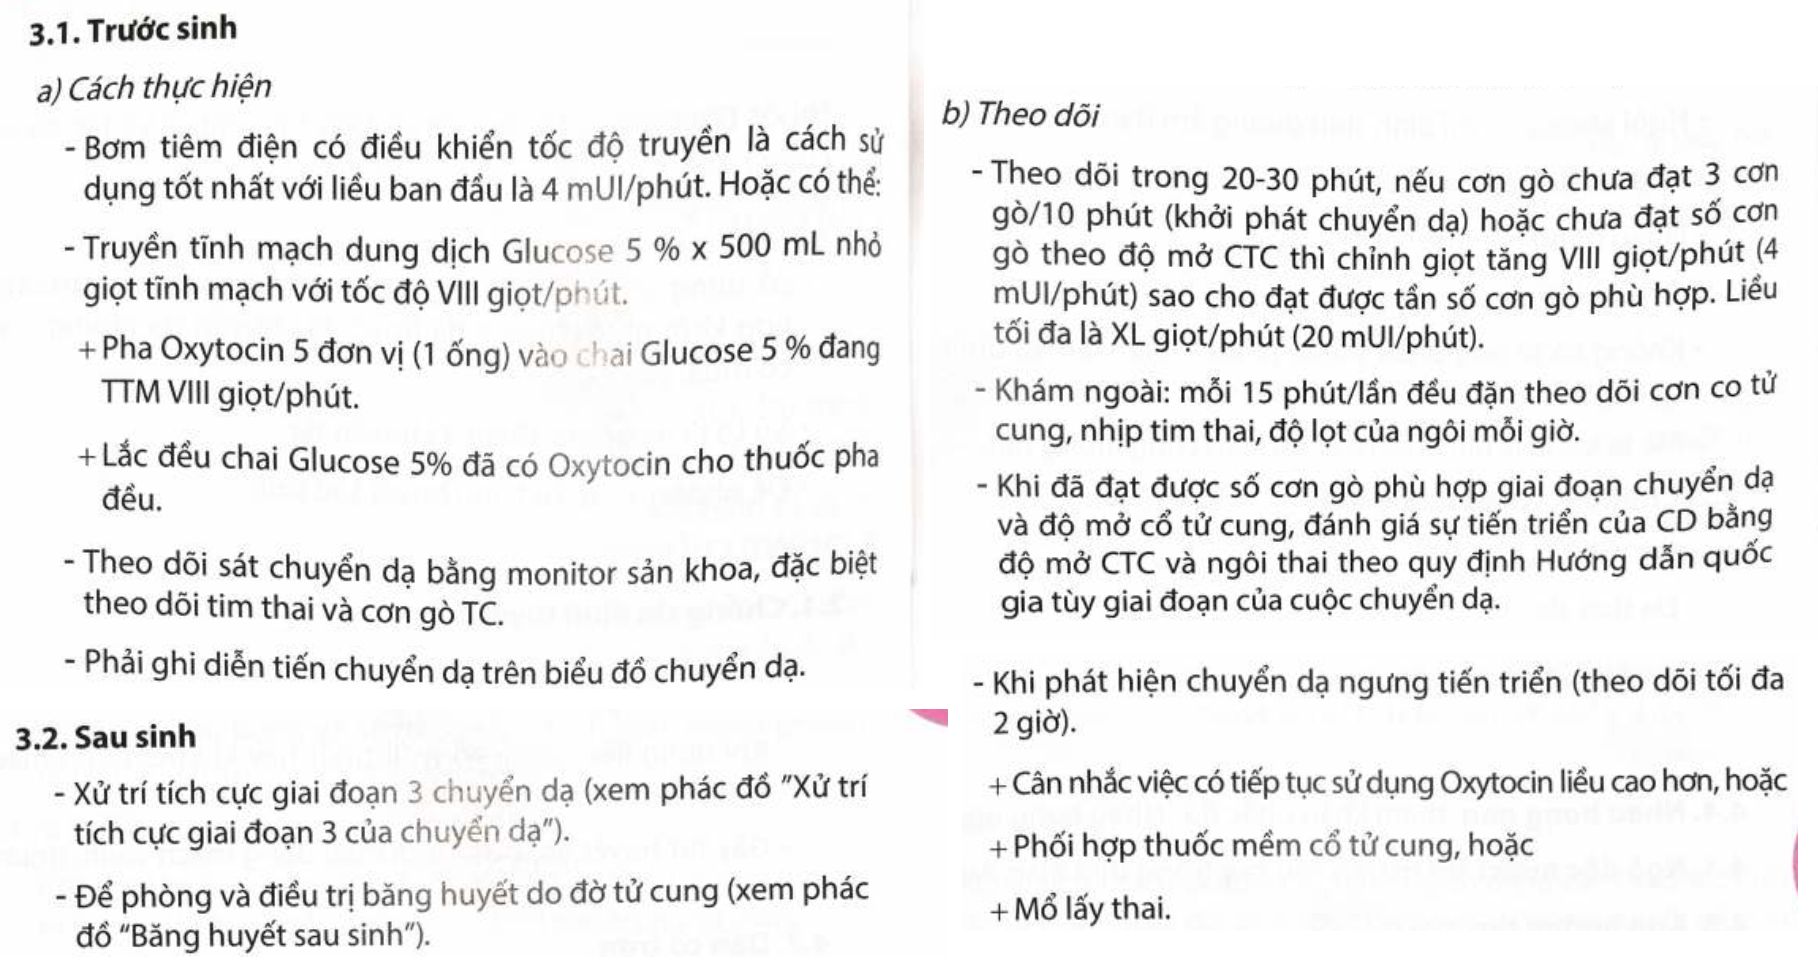 3.1. Trước sinh
a) Cách thực hiện
- Bơm tiêm điện có điều khiển tốc độ truyền là cách sử
dụng tốt nhất với liều ban đầu là 4 mUI/phút. Hoặc có thể:
- Truyền tĩnh mạch dung dịch Glucose 5 % x 500 mL nhỏ
giọt tĩnh mạch với tốc độ VIII giọt/phút.
+ Pha Oxytocin 5 đơn vị (1 ống) vào chai Glucose 5 % đang
TTM VIII giọt/phút.
+ Lắc đều chai Glucose 5% đã có Oxytocin cho thuốc pha
đều.
- Theo dõi sát chuyển dạ bằng monitor sản khoa, đặc biệt
theo dõi tim thai và cơn gò TC.
- Phải ghi diễn tiến chuyển dạ trên biểu đồ chuyển dạ.
3.2. Sau sinh
- Xử trí tích cực giai đoạn 3 chuyển dạ (xem phác đồ "Xử trí
tích cực giai đoạn 3 của chuyển dạ").
- Để phòng và điều trị băng huyết do đờ tử cung (xem phác
đồ "Băng huyết sau sinh").
b) Theo dõi
- Theo dõi trong 20-30 phút, nếu cơn gò chưa đạt 3 cơn
gò/10 phút (khởi phát chuyển dạ) hoặc chưa đạt số cơn
gò theo độ mở CTC thì chỉnh giọt tăng VIII giọt/phút (4
mUI/phút) sao cho đạt được tần số cơn gò phù hợp. Liều
tối đa là XL giọt/phút (20 mUI/phút).
- Khám ngoài: mỗi 15 phút/lần đều đặn theo dõi cơn co tử
cung, nhịp tim thai, độ lọt của ngôi mỗi giờ.
- Khi đã đạt được số cơn gò phù hợp giai đoạn chuyển dạ
và độ mở cổ tử cung, đánh giá sự tiến triển của CD bằng
độ mở CTC và ngôi thai theo quy định Hướng dẫn quốc
gia tùy giai đoạn của cuộc chuyển dạ.
- Khi phát hiện chuyển dạ ngưng tiến triển (theo dõi tối đa
2 giờ).
+ Cân nhắc việc có tiếp tục sử dụng Oxytocin liều cao hơn, hoặc
+ Phối hợp thuốc mềm cổ tử cung, hoặc
+ Mổ lấy thai.